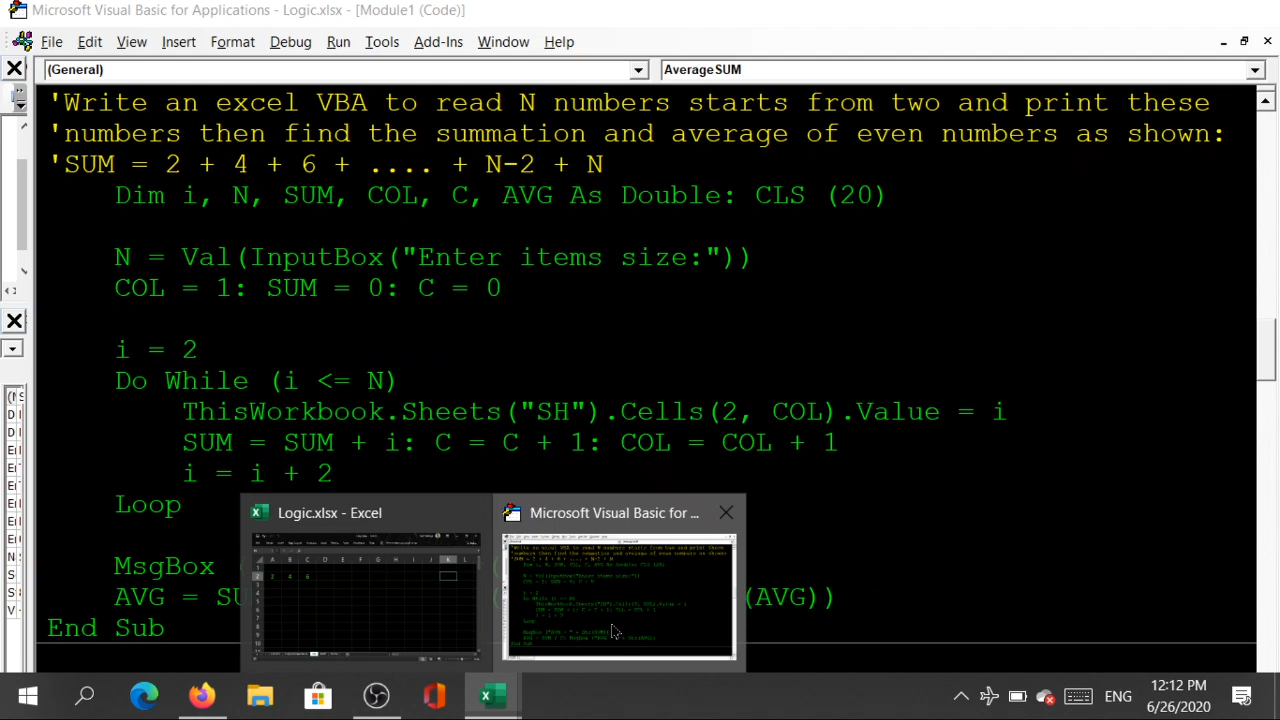 Microsoft Visual Basic for Applications - Logic.xlsx - [Module1 (Code)]
File Edit View Insert Format Debug Run Tools Add-Ins Window Help
(General) AverageSUM
'Write an excel VBA to read N numbers starts from two and print these
'numbers then find the summation and average of even numbers as shown:
'SUM = 2 + 4 + 6 + .... + N-2 + N
Dim i, N, SUM, COL, C, AVG As Double: CLS (20)
N = Val(InputBox("Enter items size:"))
COL = 1: SUM = 0: C = 0
i = 2
Do While (i <= N)
ThisWorkbook.Sheets("SH").Cells(2, COL).Value = i
SUM = SUM + i: C = C + 1: COL = COL + 1
i = i + 2
Loop
Logic.xlsx - Excel
Microsoft Visual Basic for ...
MsgBox
AVG = SU (AVG))
End Sub
ENG
12:12 PM
6/26/2020